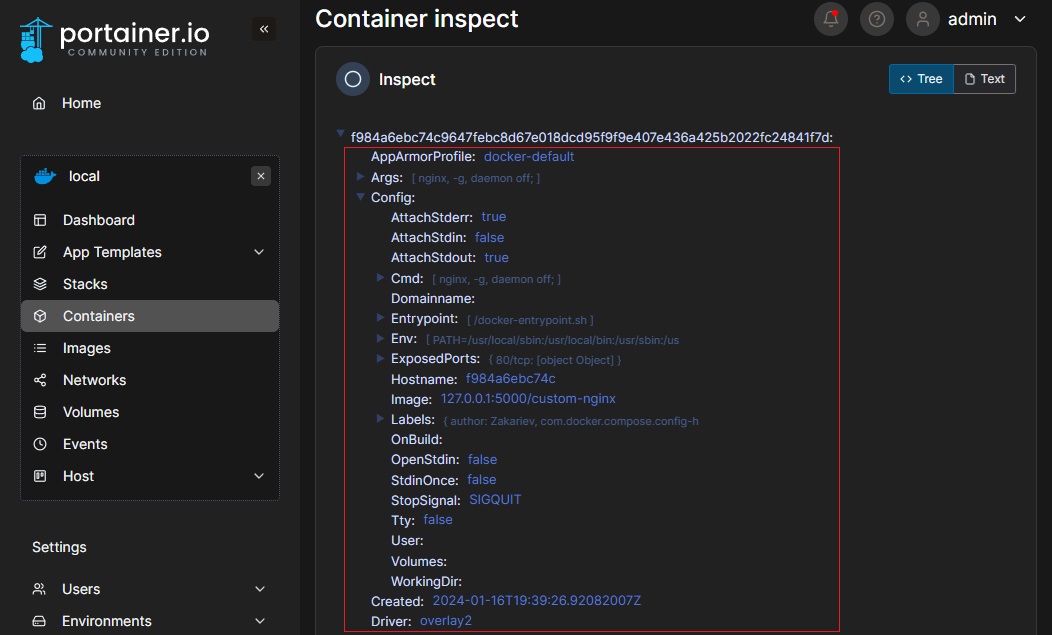 portainer.io
COMMUNITY EDITION
«
Home
local
Dashboard
App Templates
Stacks
Containers
Images
Networks
Volumes
Events
Host
Settings
Users
Environments
Container inspect
admin
Inspect
<> Tree
Text
f984a6ebc74c9647febc8d67e018dcd95f9f9e407e436a425b2022fc24841f7d:
AppArmorProfile: docker-default
Args: [ nginx, -g, daemon off; ]
Config:
AttachStderr: true
AttachStdin: false
AttachStdout: true
Cmd: [ nginx, -g, daemon off; ]
Domainname:
Entrypoint: [ /docker-entrypoint.sh ]
Env: [ PATH=/usr/local/sbin:/usr/local/bin:/usr/sbin:/us
ExposedPorts: { 80/tcp: [object Object] }
Hostname: f984a6ebc74c
Image: 127.0.0.1:5000/custom-nginx
Labels: { author: Zakariev, com.docker.compose.config-h
OnBuild:
OpenStdin: false
StdinOnce: false
StopSignal: SIGQUIT
Tty: false
User:
Volumes:
WorkingDir:
Created: 2024-01-16T19:39:26.92082007Z
Driver: overlay2